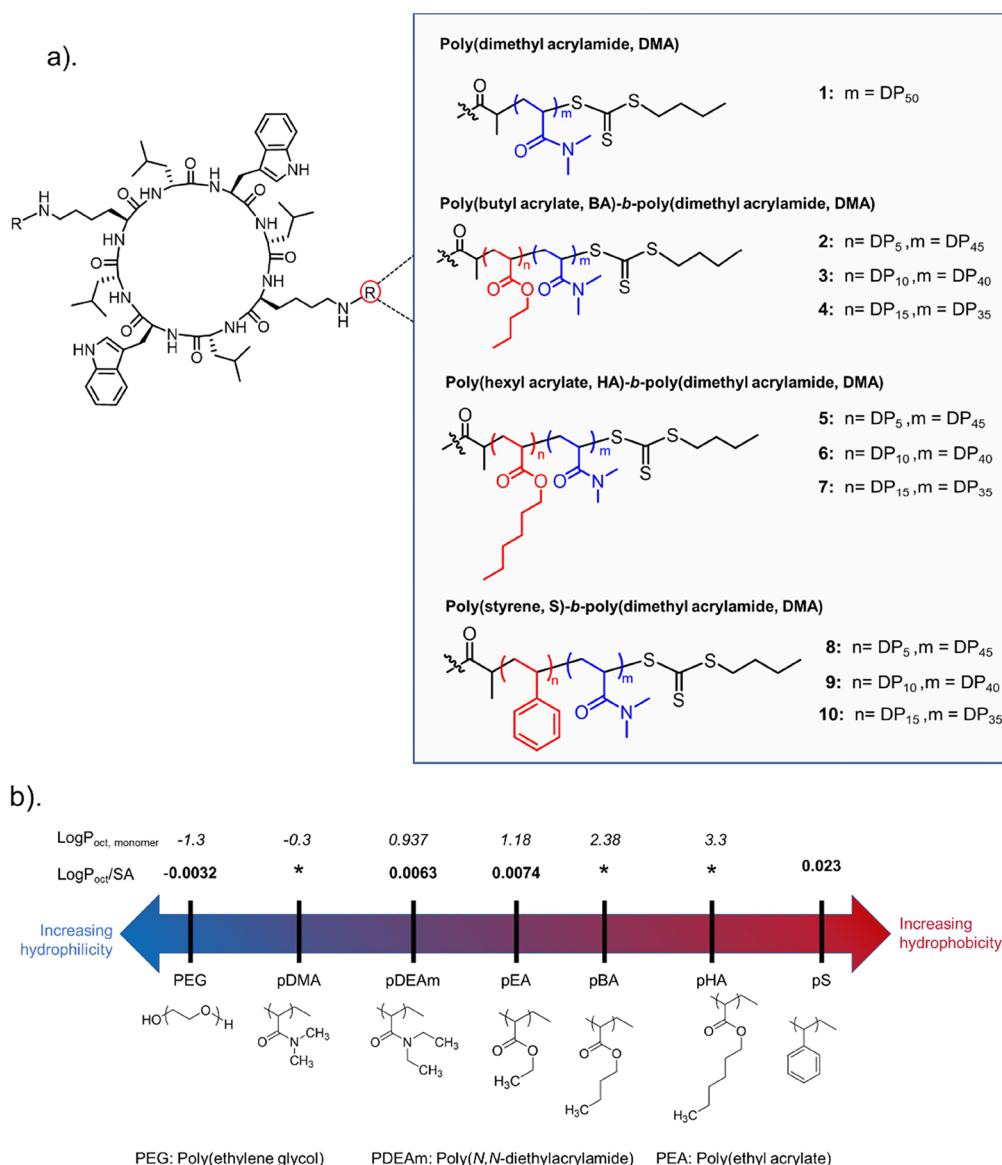 a).
Poly(dimethyl acrylamide, DMA)
1: m = DP50
Poly(butyl acrylate, BA)-b-poly(dimethyl acrylamide, DMA)
2: n= DP5 ,m = DP45
3: n= DP10 ,m = DP40
4: n= DP15 ,m = DP35
Poly(hexyl acrylate, HA)-b-poly(dimethyl acrylamide, DMA)
5: n= DP5 ,m = DP45
6: n= DP10 ,m = DP40
7: n= DP15 ,m = DP35
Poly(styrene, S)-b-poly(dimethyl acrylamide, DMA)
8: n= DP5 ,m = DP45
9: n= DP10 ,m = DP40
10: n= DP15 ,m = DP35
b).
LogPoct, monomer -1.3 -0.3 0.937 1.18 2.38 3.3
LogPoct/SA -0.0032 * 0.0063 0.0074 * * 0.023
Increasing hydrophilicity
Increasing hydrophobicity
PEG pDMA pDEAm pEA pBA pHA pS
PEG: Poly(ethylene glycol) PDEAm: Poly(N,N-diethylacrylamide) PEA: Poly(ethyl acrylate)